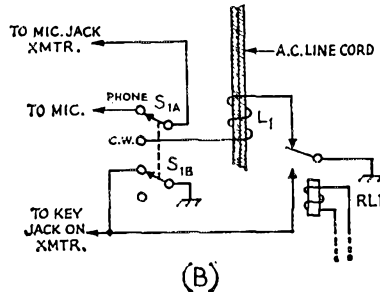 TO MIC. JACK
XMTR.
A.C. LINE CORD
PHONE
S1A
TO MIC.
L1
C.W.
S1B
RL1
TO KEY
JACK ON
XMTR.
(B)